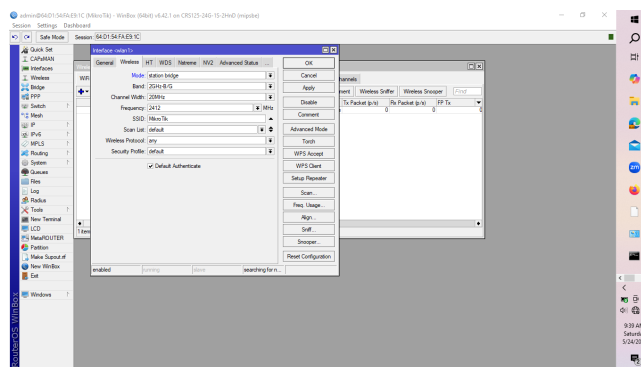 admin@64:D1:54:FA:E9:1C (MikroTik) - WinBox (64bit) v6.42.1 on CRS125-24G-1S-2HnD (mipsbe)
Session Settings Dashboard
Safe Mode Session: 64:D1:54:FA:E9:1C
Quick Set
CAPsMAN
Interfaces
Wireless
Bridge
PPP
Switch
Mesh
IP
IPv6
MPLS
Routing
System
Queues
Files
Log
Radius
Tools
New Terminal
LCD
MetaROUTER
Partition
Make Supout.rif
New WinBox
Exit
Windows
RouterOS WinBox
Interface <wlan1>
General Wireless HT WDS Nstreme NV2 Advanced Status ...
Mode: station bridge
Band: 2GHz-B/G
Channel Width: 20MHz
Frequency: 2412 MHz
SSID: MikroTik
Scan List: default
Wireless Protocol: any
Security Profile: default
Default Authenticate
OK
Cancel
Apply
Disable
Comment
Advanced Mode
Torch
WPS Accept
WPS Client
Setup Repeater
Scan...
Freq. Usage...
Align...
Sniff...
Snooper...
Reset Configuration
enabled running slave searching for n...
Wireless Sniffer Wireless Snooper Find
Tx Packet (p/s) Rx Packet (p/s) FP Tx
0 0 0
zm
9:39 AM
Saturd
5/24/20